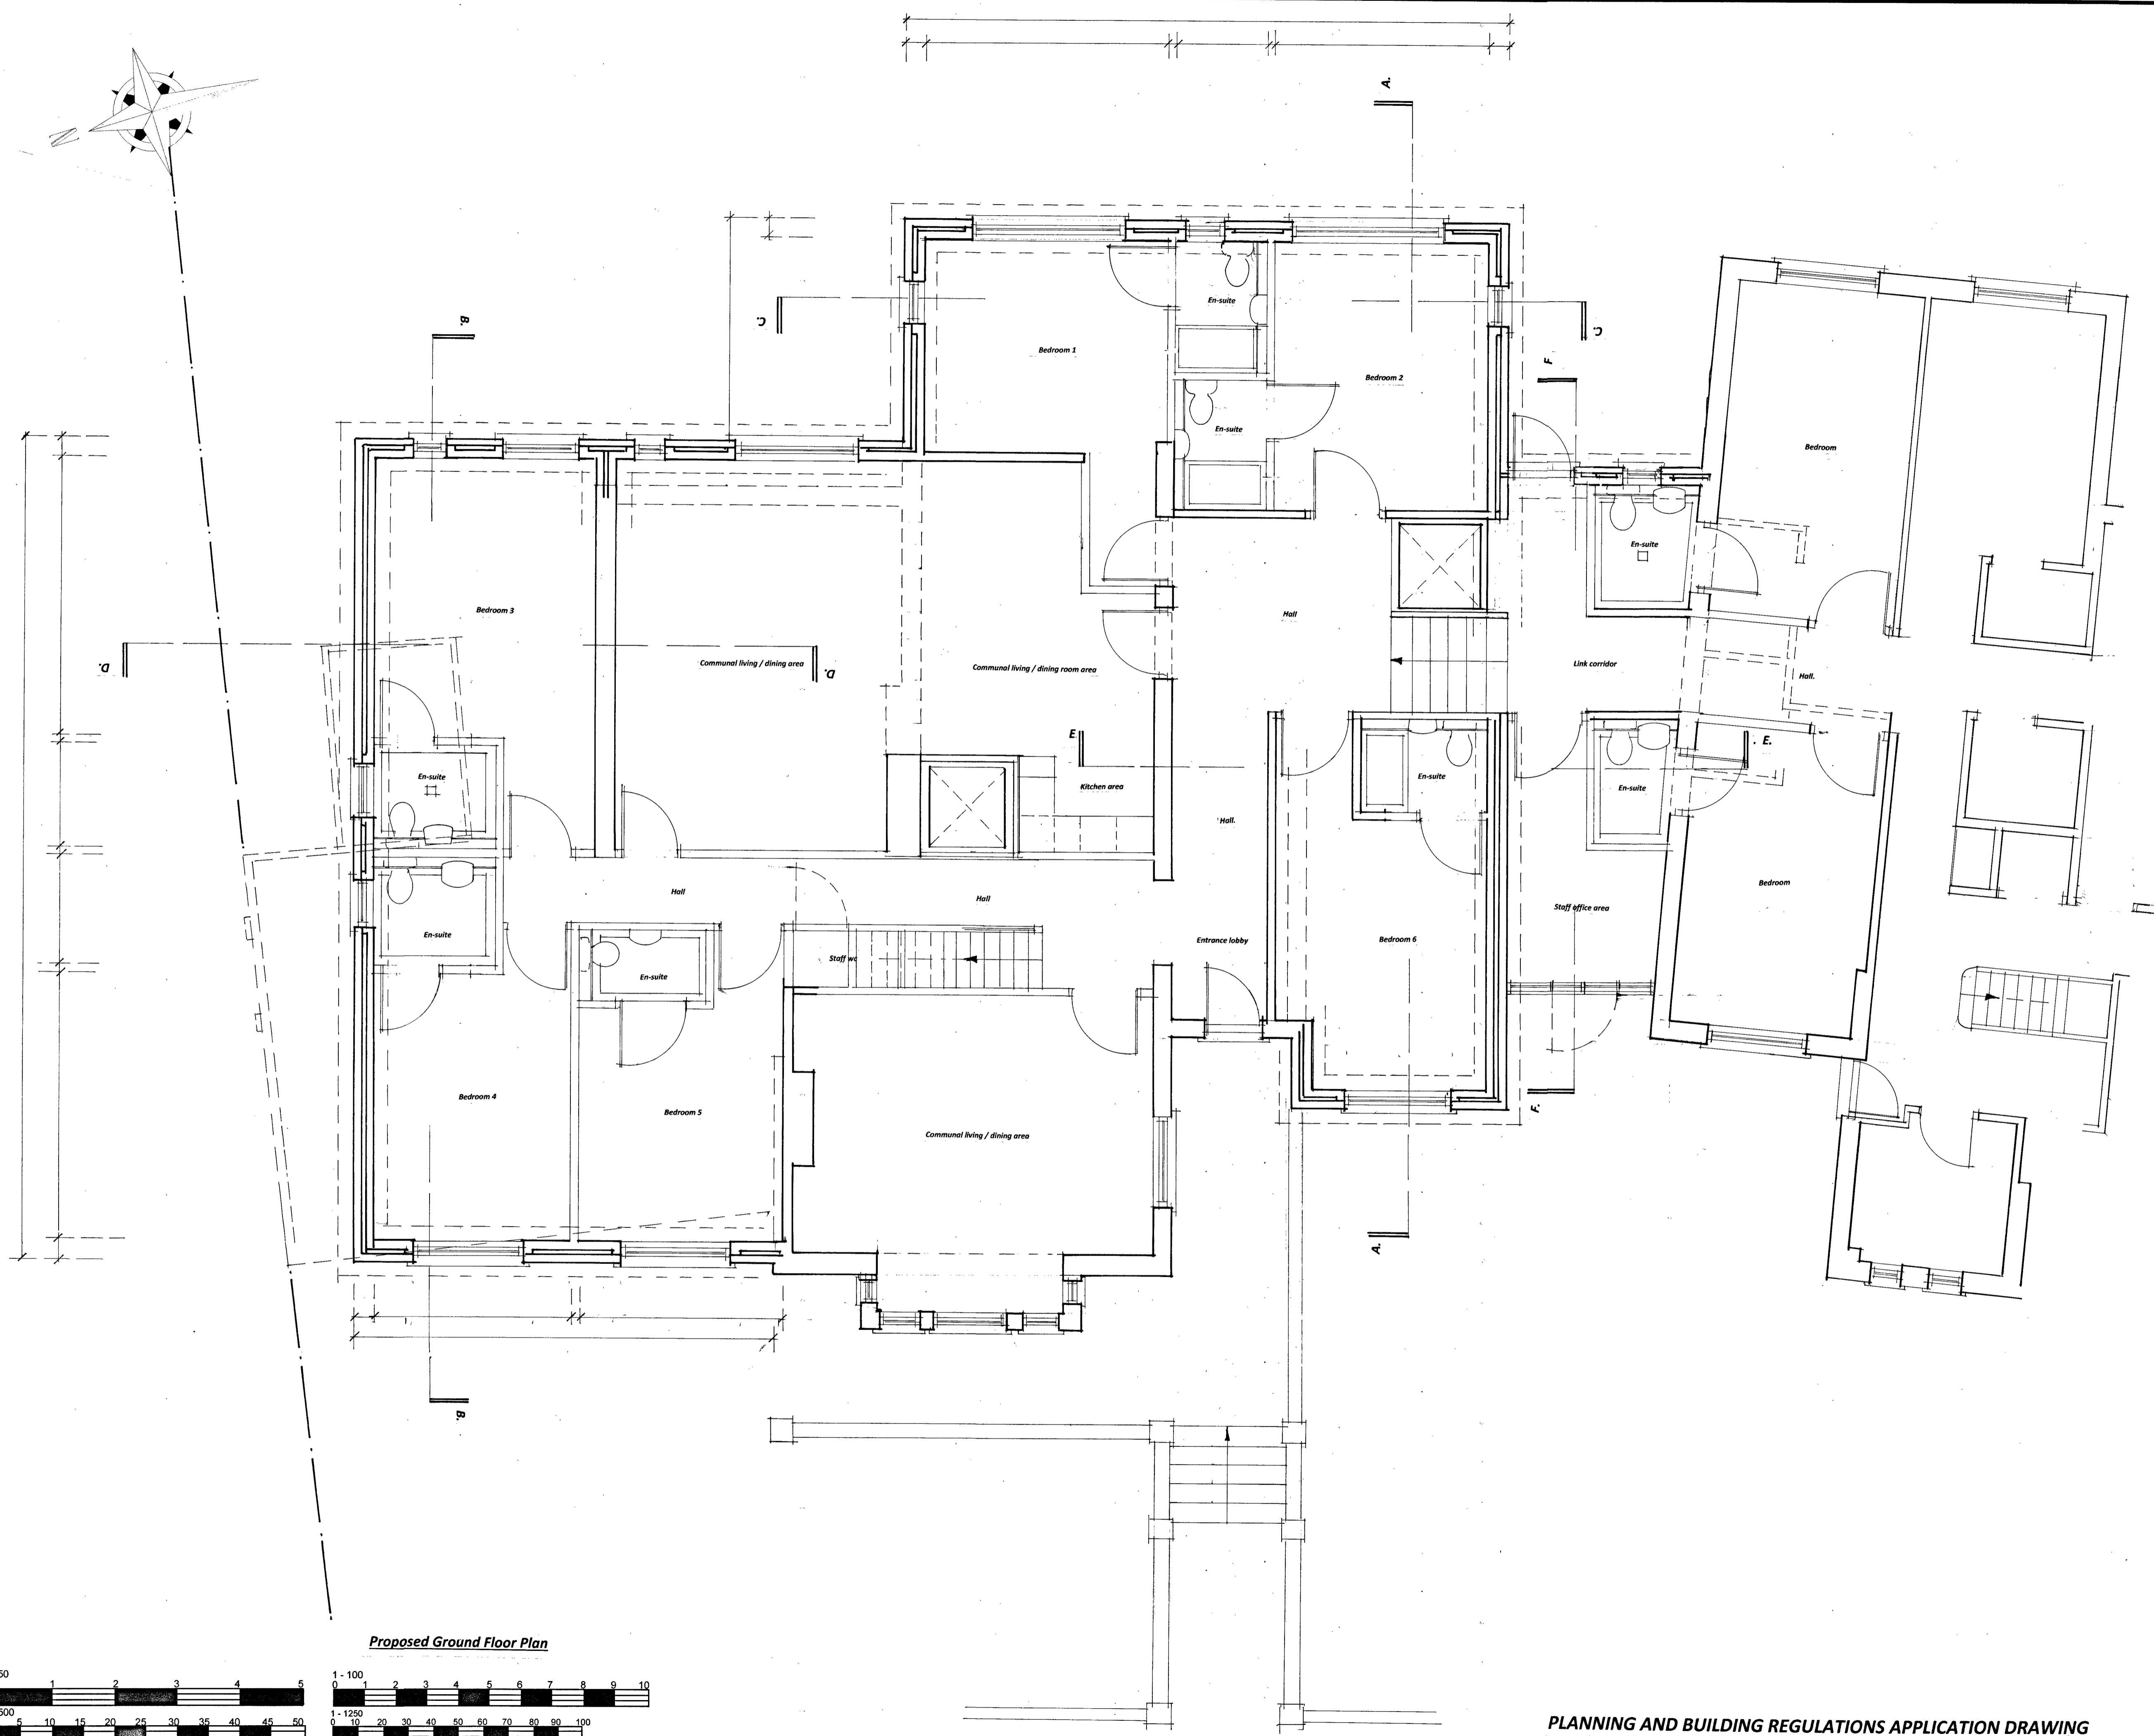 N
A.
B.
C.
C.
F
En-suite
Bedroom 1
Bedroom 2
En-suite
Bedroom
En-suite
Bedroom 3
Hall
D.
Communal living / dining area
D.
Communal living / dining room area
Link corridor
Hall.
E.
E.
En-suite
Kitchen area
En-suite
En-suite
Hall.
Hall
Hall
Bedroom
Staff office area
En-suite
Entrance lobby
Bedroom 6
Staff wc
En-suite
Bedroom 4
Bedroom 5
F.
Communal living / dining area
A.
B.
Proposed Ground Floor Plan
50
1 2 3 4 5
1 - 100
0 1 2 3 4 5 6 7 8 9 10
500
5 10 15 20 25 30 35 40 45 50
1 - 1250
0 10 20 30 40 50 60 70 80 90 100
PLANNING AND BUILDING REGULATIONS APPLICATION DRAWING